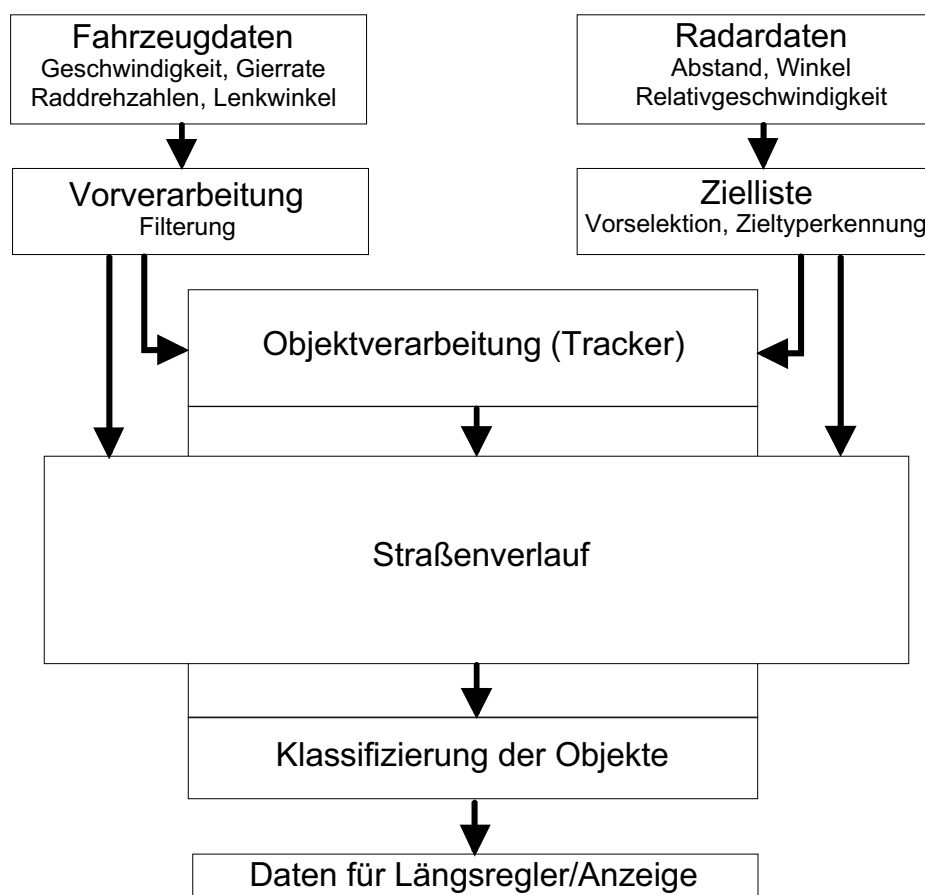 Fahrzeugdaten
Geschwindigkeit, Gierrate
Raddrehzahlen, Lenkwinkel
Radardaten
Abstand, Winkel
Relativgeschwindigkeit
Vorverarbeitung
Filterung
Zielliste
Vorselektion, Zieltyperkennung
Objektverarbeitung (Tracker)
Straßenverlauf
Klassifizierung der Objekte
Daten für Längsregler/Anzeige